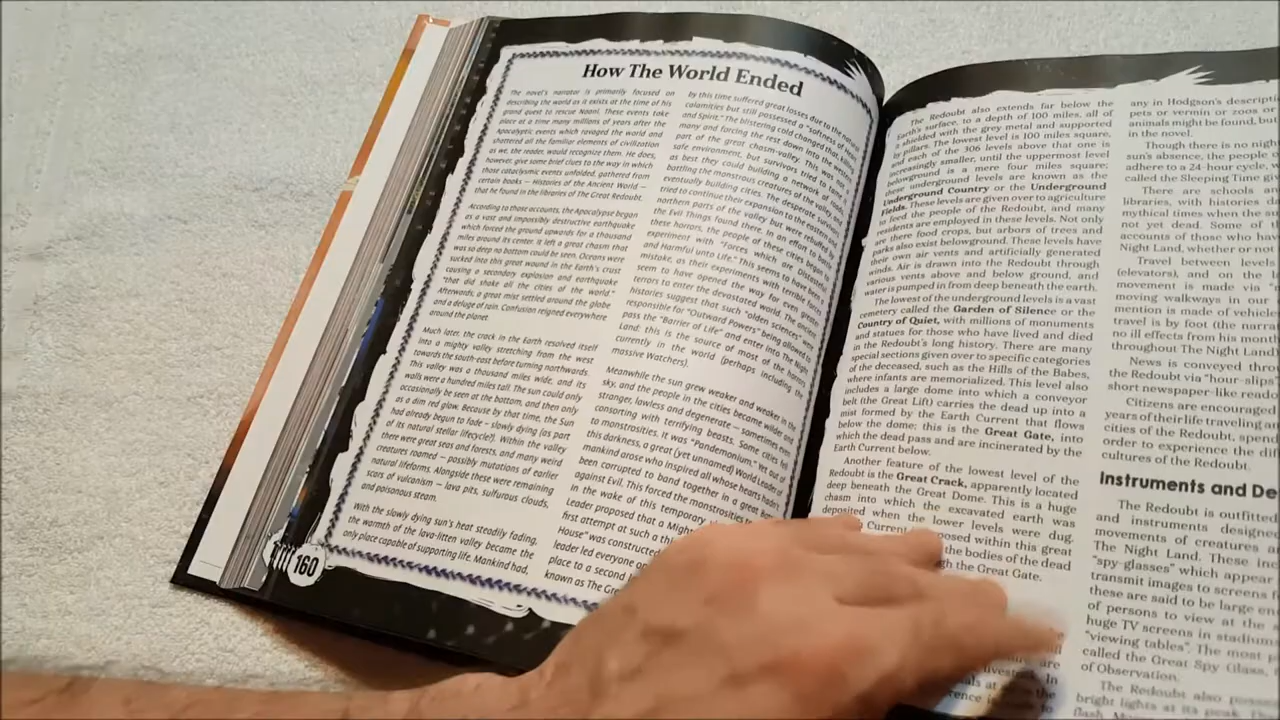 How The World Ended
The novel's narrator is primarily focused on
describing the world as it exists at the time of his
great quest to rescue Naani. These events take
place at a time many millions of years after the
Apocalyptic events which ravaged the world and
shattered all the familiar elements of civilization
as we, the reader, would recognize them. He does,
however, give some brief clues to the way in which
those cataclysmic events unfolded, gathered from
certain books — Histories of the Ancient World —
that he found in the libraries of The Great Redoubt.
According to those accounts, the Apocalypse began
as a vast and impossibly destructive earthquake
which forced the ground upwards for a thousand
miles around its center. It left a great chasm that
was so deep no bottom could be seen. Oceans were
sucked into this great wound in the Earth's crust
causing a secondary explosion and earthquake
"that did shake all the cities of the world."
Afterwards, a great mist settled around the globe
and a deluge of rain. Confusion reigned everywhere
around the planet.
Much later, the crack in the Earth resolved itself
into a mighty valley stretching from the west
towards the south-east before turning northwards.
This valley was a thousand miles wide, and its
walls were a hundred miles tall. The sun could only
occasionally be seen at the bottom, and then only
as a dim red glow. Because by that time, the Sun
had already begun to fade – slowly dying (as part
of its natural stellar lifecycle). Within the valley
there were great seas and forests, and many weird
creatures roamed – possibly mutations of earlier
natural lifeforms. Alongside these were remaining
scars of vulcanism – lava pits, sulfurous clouds,
and poisonous steam.
With the slowly dying sun's heat steadily fading,
the warmth of the lava-litten valley became the
only place capable of supporting life. Mankind had,
160
by this time suffered great losses due to the natural
calamities but still possessed a "softness of Heart
and Spirit." The blistering cold changed that, killing
many and forcing the rest down into the
part of the great chasm-valley. This was not a
safe environment, but survivors tried to tame it
as best they could building a network of roads,
battling the monstrous creatures of the valley, and
eventually building cities. The desperate survivors
tried to continue their expansion to the eastern and
northern parts of the valley but were rebuffed by
the Evil Things found there. In an effort to battle
these horrors, the people of these cities began to
experiment with "Forces which are Distasteful
and Harmful unto Life." This seems to have been a
mistake, as their experiments with terrible forces
seem to have opened the way for even greater
terrors to enter the devastated world. The ancient
histories suggest that such "olden sciences" were
responsible for "Outward Powers" being allowed to
pass the "Barrier of Life" and enter into The Night
Land: this is the source of most of the horrors
currently in the world (perhaps including the
massive Watchers).
Meanwhile the sun grew weaker and weaker in the
sky, and the people in the cities became wilder and
stranger, lawless and degenerate – sometimes even
consorting with terrifying beasts. Some cities fell
to monstrosities. It was "Pandemonium." Yet out of
this darkness, a great (yet unnamed) World Leader of
mankind arose who inspired all whose hearts hadn't
been corrupted to band together in a great
against Evil. This forced the monstrosities
In the wake of this temporary
Leader proposed that a Mighty
House" was constructed
first attempt at such a
leader led everyone
place to a second
known as The
The Redoubt also extends far below the
Earth's surface, to a depth of 100 miles, all of
it shielded with the grey metal and supported
by pillars. The lowest level is 100 miles square,
and each of the 306 levels above that one is
increasingly smaller, until the uppermost level
belowground is a mere four miles square;
these underground levels are known as the
Underground Country or the Underground
Fields. These levels are given over to agriculture
to feed the people of the Redoubt, and many
residents are employed in these levels. Not only
are there food crops, but arbors of trees and
parks also exist belowground. These levels have
their own air vents and artificially generated
winds. Air is drawn into the Redoubt through
various vents above and below ground, and
water is pumped in from deep beneath the earth.
The lowest of the underground levels is a vast
cemetery called the Garden of Silence or the
Country of Quiet, with millions of monuments
and statues for those who have lived and died
in the Redoubt's long history. There are many
special sections given over to specific categories
of the deceased, such as the Hills of the Babes,
where infants are memorialized. This level also
includes a large dome into which a conveyor
belt (the Great Lift) carries the dead up into a
mist formed by the Earth Current that flows
below the dome; this is the Great Gate, into
which the dead pass and are incinerated by the
Earth Current below.
Another feature of the lowest level of the
Redoubt is the Great Crack, apparently located
deep beneath the Great Dome. This is a huge
chasm into which the excavated earth was
deposited when the lower levels were dug.
Current posed within this great
the bodies of the dead
the Great Gate.
any in Hodgson's descripti
pets or vermin or zoos or
animals might be found, but
in the novel.
Though there is no nigh
sun's absence, the people o
adhere to a 24-hour cycle, w
called the Sleeping Time
There are schools an
libraries, with histories da
mythical times when the su
not yet dead. Some of t
accounts of those who hav
Night Land, whether or not
Travel between levels
(elevators), and on the l
movement is made via "
moving walkways in our
mention is made of vehicle
travel is by foot (the narra
no ill effects from his mont
throughout The Night Land
News is conveyed throu
the Redoubt via "hour-slips"
short newspaper-like reado
Citizens are encouraged
years of their life traveling an
cities of the Redoubt, spend
order to experience the diff
cultures of the Redoubt.
Instruments and De
The Redoubt is outfitted
and instruments designed
movements of creatures a
The Night Land. These inc
"spy-glasses" which appear
transmit images to screens
these are said to be large en
of persons to view at the
huge TV screens in stadium
"viewing tables". The most p
called the Great Spy Glass,
of Observation.
The Redoubt also posses
bright lights at its peak.